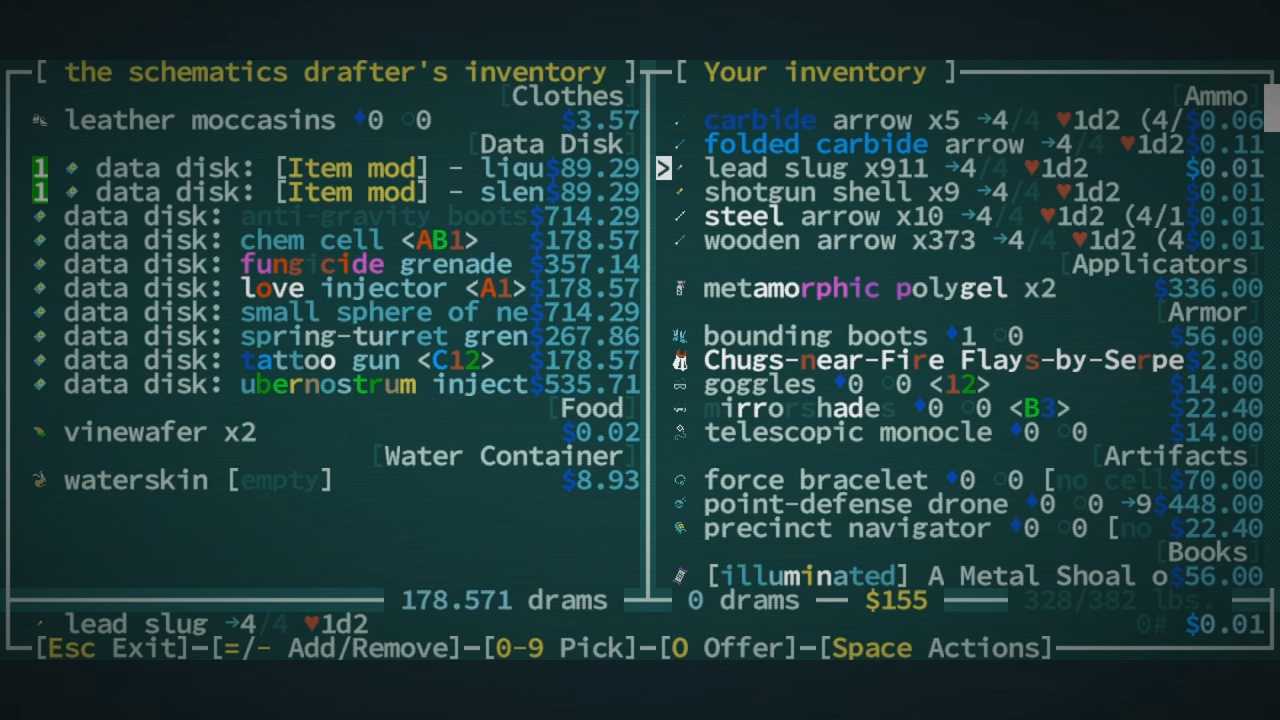 [ the schematics drafter's inventory ]
[Clothes]
leather moccasins ♦0 ○0 $3.57
[Data Disk]
1 data disk: [Item mod] - liqu$89.29
1 data disk: [Item mod] - slen$89.29
data disk: anti-gravity boots$714.29
data disk: chem cell <AB1> $178.57
data disk: fungicide grenade $357.14
data disk: love injector <A1> $178.57
data disk: small sphere of ne$714.29
data disk: spring-turret gren$267.86
data disk: tattoo gun <C12> $178.57
data disk: ubernostrum inject$535.71
[Food]
vinewafer x2 $0.02
[Water Container]
waterskin [empty] $8.93
178.571 drams
[ Your inventory ]
[Ammo]
carbide arrow x5 →4/4 ♥1d2 (4/$0.06
folded carbide arrow →4/4 ♥1d2$0.11
> lead slug x911 →4/4 ♥1d2 $0.01
shotgun shell x9 →4/4 ♥1d2 $0.01
steel arrow x10 →4/4 ♥1d2 (4/1$0.01
wooden arrow x373 →4/4 ♥1d2 (4$0.01
[Applicators]
metamorphic polygel x2 $336.00
[Armor]
bounding boots ♦1 ○0 $56.00
Chugs-near-Fire Flays-by-Serpe$2.80
goggles ♦0 ○0 <12> $14.00
mirrorshades ♦0 ○0 <B3> $22.40
telescopic monocle ♦0 ○0 $14.00
[Artifacts]
force bracelet ♦0 ○0 [no cell$70.00
point-defense drone ♦0 ○0 →9$448.00
precinct navigator ♦0 ○0 [no $22.40
[Books]
[illuminated] A Metal Shoal o$56.00
0 drams — $155 328/382 lbs.
lead slug →4/4 ♥1d2 0# $0.01
[Esc Exit]—[=/- Add/Remove]—[0-9 Pick]—[O Offer]—[Space Actions]